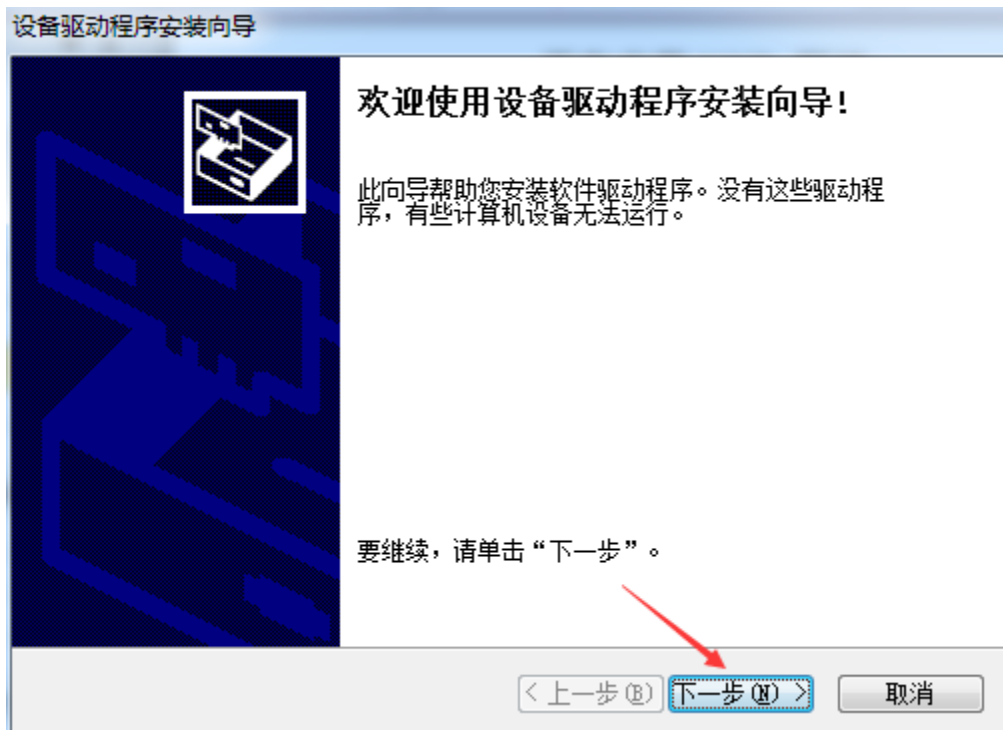 设备驱动程序安装向导
欢迎使用设备驱动程序安装向导!
此向导帮助您安装软件驱动程序。没有这些驱动程
序，有些计算机设备无法运行。
要继续，请单击“下一步”。
< 上一步(B) 下一步(N) > 取消